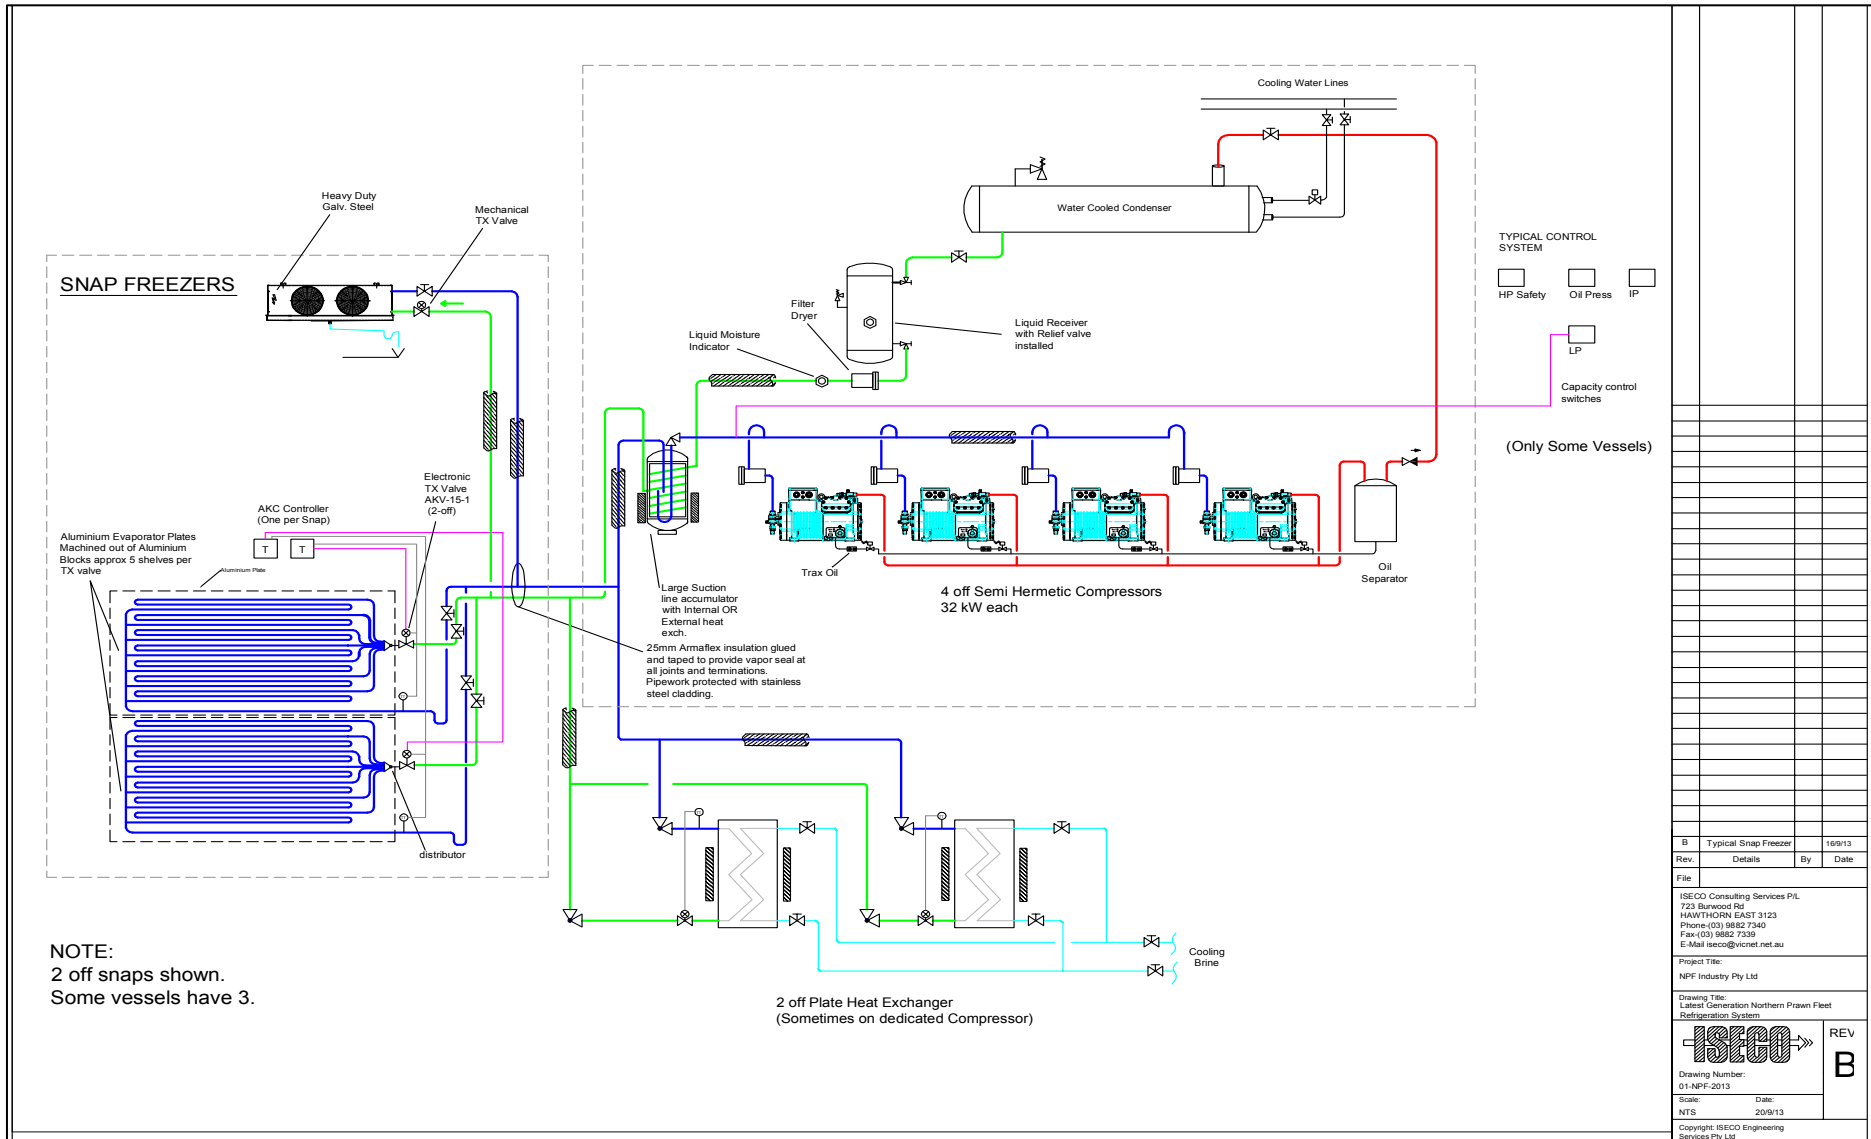 Cooling Water Lines
Water Cooled Condenser
Heavy Duty
Galv. Steel
Mechanical
TX Valve
SNAP FREEZERS
TYPICAL CONTROL
SYSTEM
HP Safety
Oil Press
IP
LP
Capacity control
switches
(Only Some Vessels)
Filter
Dryer
Liquid Moisture
Indicator
Liquid Receiver
with Relief valve
installed
Electronic
TX Valve
AKV-15-1
(2-off)
AKC Controller
(One per Snap)
T
T
Aluminium Evaporator Plates
Machined out of Aluminium
Blocks approx 5 shelves per
TX valve
Aluminium Plate
Trax Oil
Oil
Separator
4 off Semi Hermetic Compressors
32 kW each
Large Suction
line accumulator
with Internal OR
External heat
exch.
25mm Armaflex insulation glued
and taped to provide vapor seal at
all joints and terminations.
Pipework protected with stainless
steel cladding.
distributor
Cooling
Brine
NOTE:
2 off snaps shown.
Some vessels have 3.
2 off Plate Heat Exchanger
(Sometimes on dedicated Compressor)
B Typical Snap Freezer 16/9/13
Rev. Details By Date
File
ISECO Consulting Services P/L
723 Burwood Rd
HAWTHORN EAST 3123
Phone-(03) 9882 7340
Fax-(03) 9882 7339
E-Mail iseco@vicnet.net.au
Project Title:
NPF Industry Pty Ltd
Drawing Title:
Latest Generation Northern Prawn Fleet
Refrigeration System
ISECO
REV
B
Drawing Number:
01-NPF-2013
Scale: Date:
NTS 20/9/13
Copyright: ISECO Engineering
Services Pty Ltd